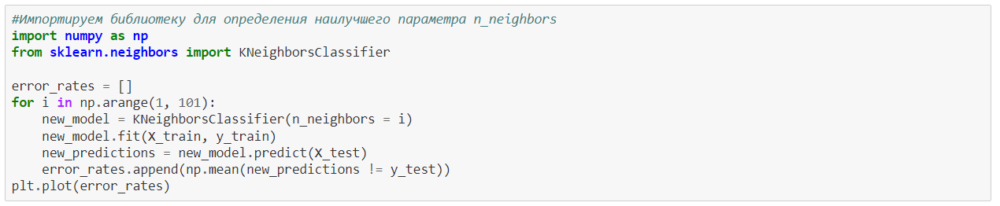 #Импортируем библиотеку для определения наилучшего параметра n_neighbors
import numpy as np
from sklearn.neighbors import KNeighborsClassifier

error_rates = []
for i in np.arange(1, 101):
    new_model = KNeighborsClassifier(n_neighbors = i)
    new_model.fit(X_train, y_train)
    new_predictions = new_model.predict(X_test)
    error_rates.append(np.mean(new_predictions != y_test))
plt.plot(error_rates)